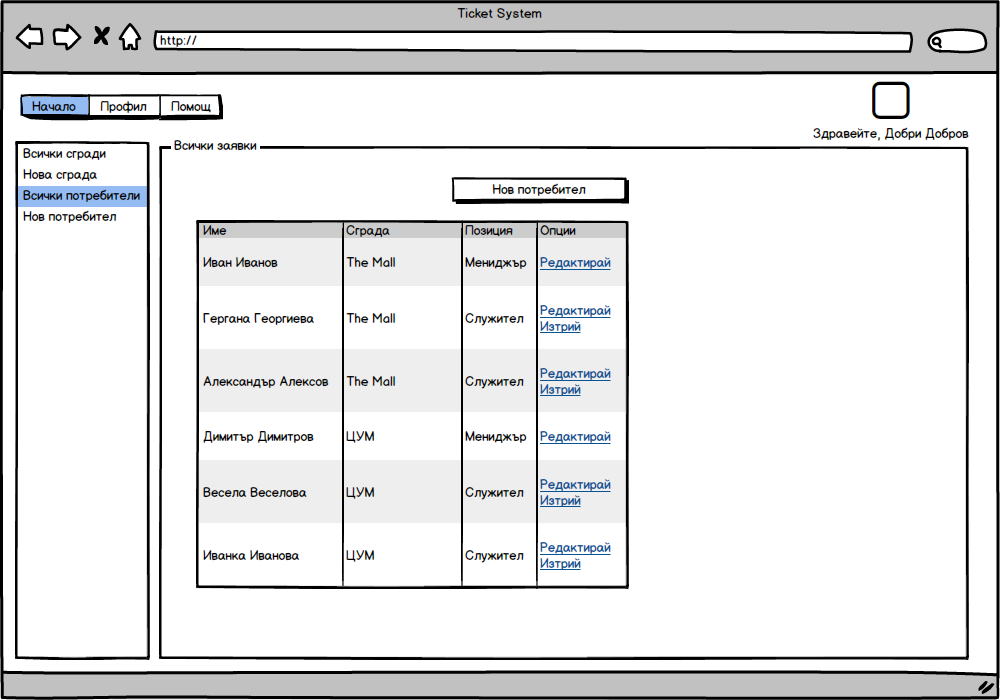 Ticket System
http://
Начало Профил Помощ
Здравейте, Добри Добров
Всички сгради
Нова сграда
Всички потребители
Нов потребител
Всички заявки
Нов потребител
Име Сграда Позиция Опции
Иван Иванов The Mall Мениджър Редактирай
Гергана Георгиева The Mall Служител Редактирай
Изтрий
Александър Алексов The Mall Служител Редактирай
Изтрий
Димитър Димитров ЦУМ Мениджър Редактирай
Весела Веселова ЦУМ Служител Редактирай
Изтрий
Иванка Иванова ЦУМ Служител Редактирай
Изтрий